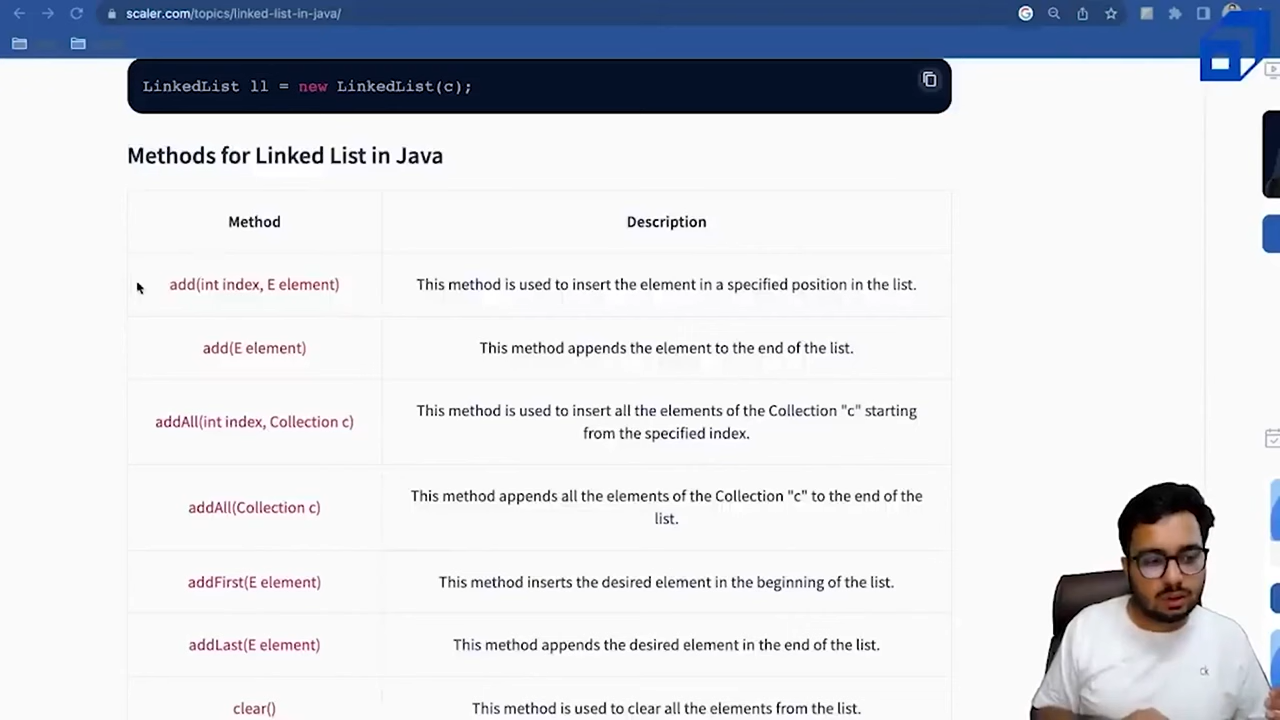 scaler.com/topics/linked-list-in-java/
LinkedList ll = new LinkedList(c);
Methods for Linked List in Java
Method
Description
add(int index, E element)
This method is used to insert the element in a specified position in the list.
add(E element)
This method appends the element to the end of the list.
addAll(int index, Collection c)
This method is used to insert all the elements of the Collection "c" starting
from the specified index.
addAll(Collection c)
This method appends all the elements of the Collection "c" to the end of the
list.
addFirst(E element)
This method inserts the desired element in the beginning of the list.
addLast(E element)
This method appends the desired element in the end of the list.
clear()
This method is used to clear all the elements from the list.